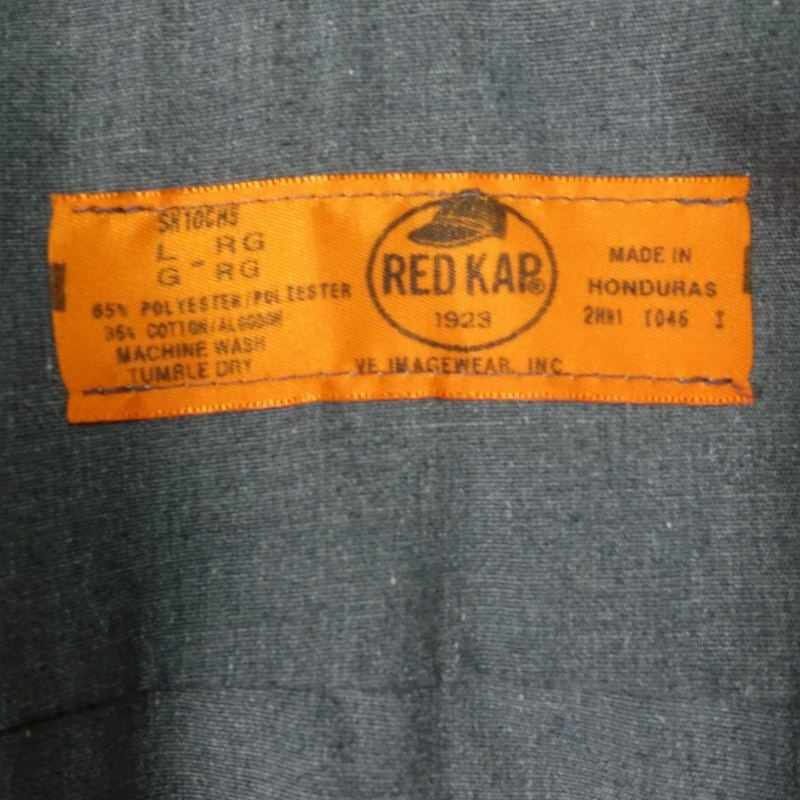 L - RG
G - RG
65% POLYESTER/POLIESTER
35% COTTON/ALGODON
MACHINE WASH
TUMBLE DRY
RED KAP®
1923
VF IMAGEWEAR, INC.
MADE IN
HONDURAS